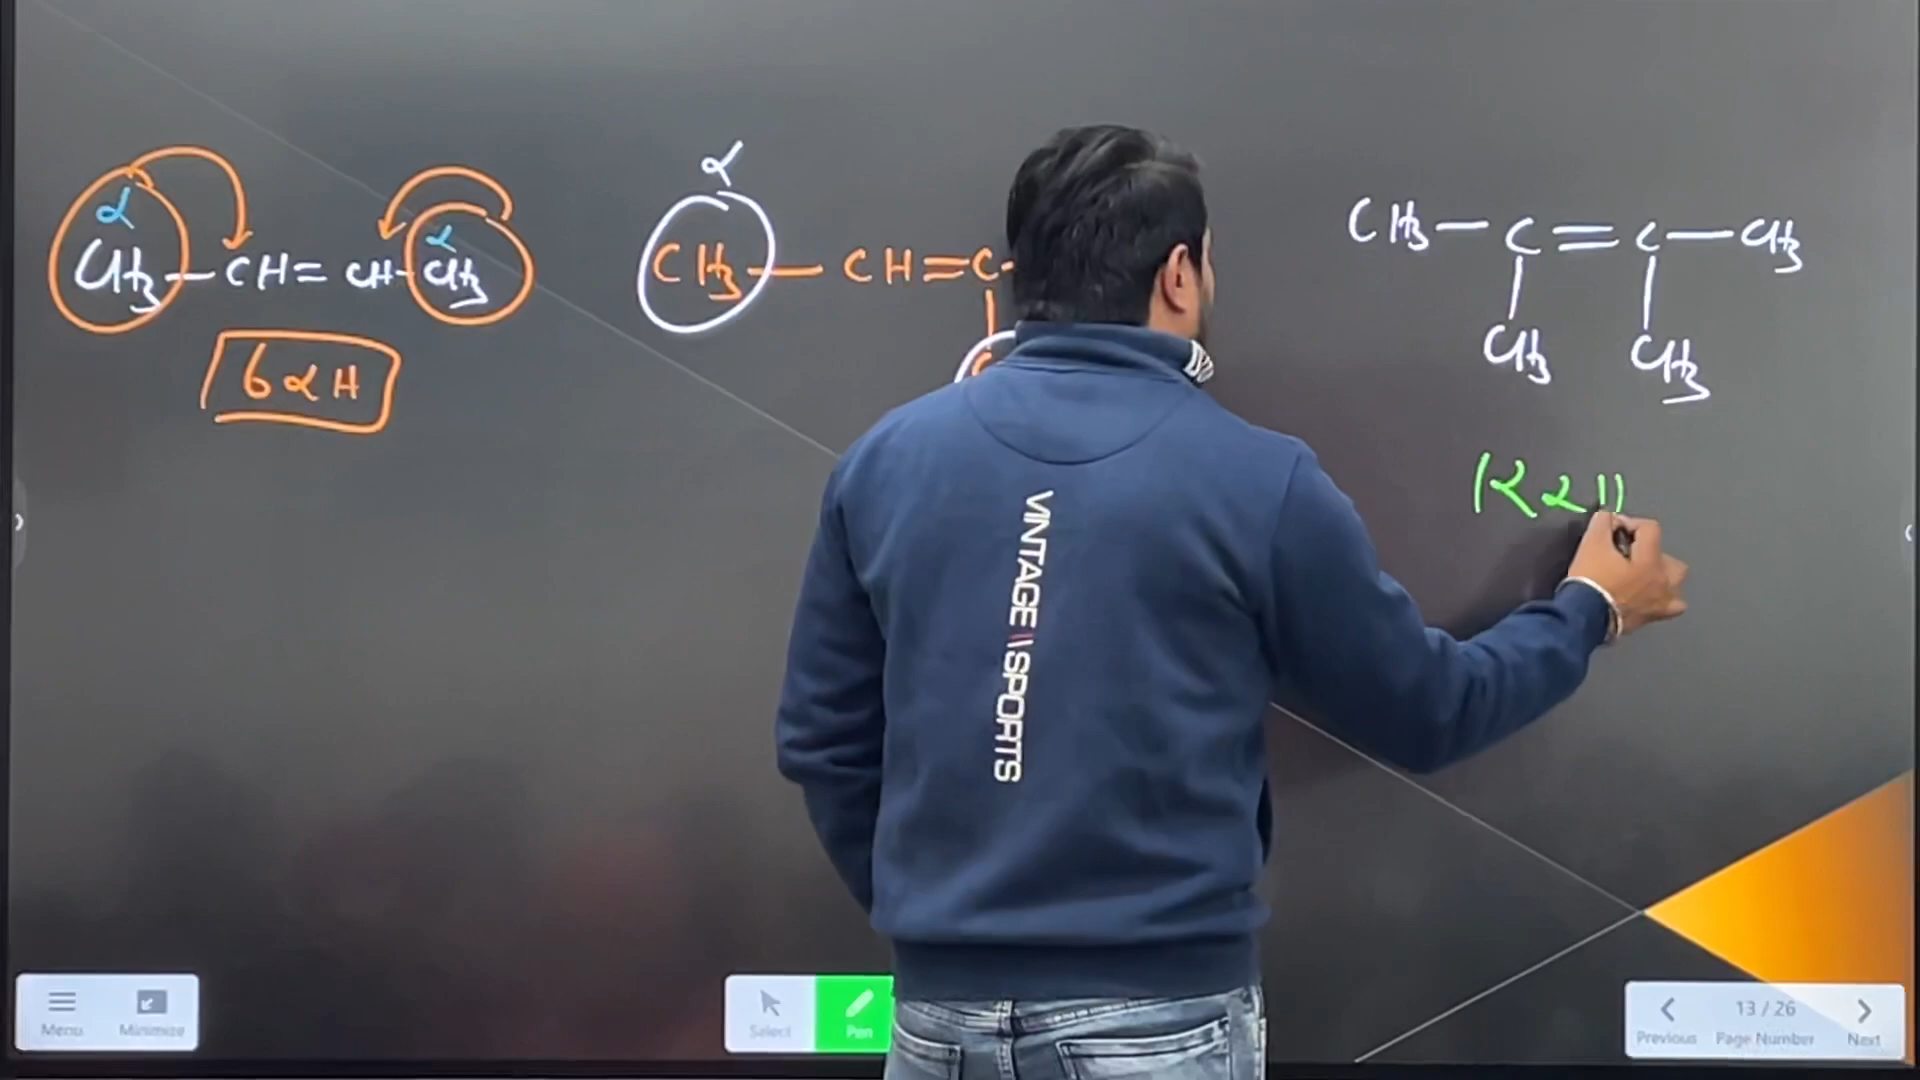 α
α
CH3—CH=CH-CH3
α
6αH
α
CH3—CH=C-
CH3—C=C—CH3
CH3 CH3
12αH
VINTAGE//SPORTS
Menu
Minimize
Select
Pen
13 / 26
Previous
Page Number
Next